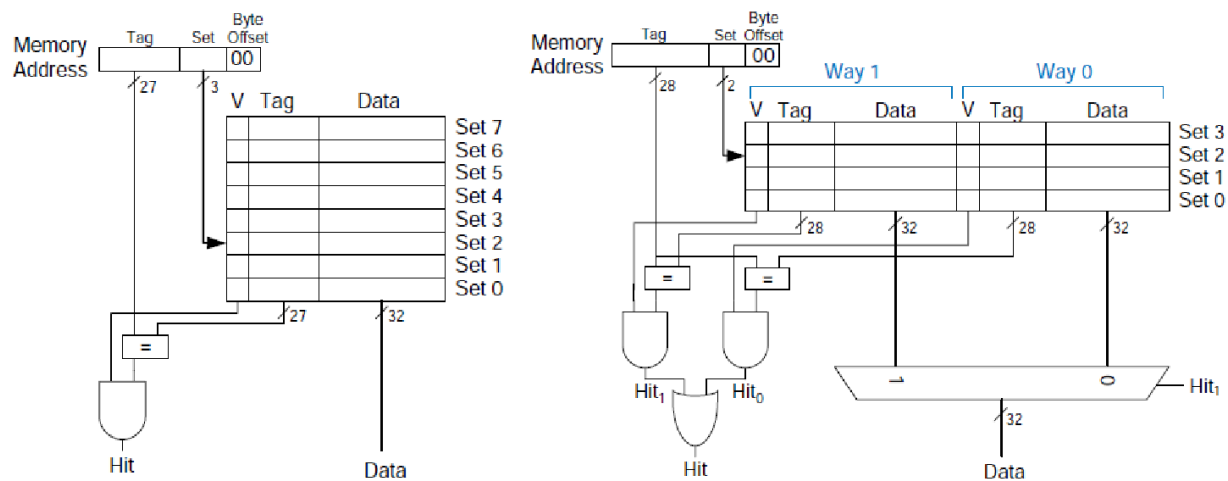 Byte
Tag Set Offset
Memory
Address
00
27 3
V Tag Data
Set 7
Set 6
Set 5
Set 4
Set 3
Set 2
Set 1
Set 0
27 32
=
Hit Data
Byte
Tag Set Offset
Memory
Address
00
28 2
Way 1 Way 0
V Tag Data V Tag Data
Set 3
Set 2
Set 1
Set 0
28 32 28 32
= =
Hit₁ Hit₀
1 0
Hit₁
32
Hit Data